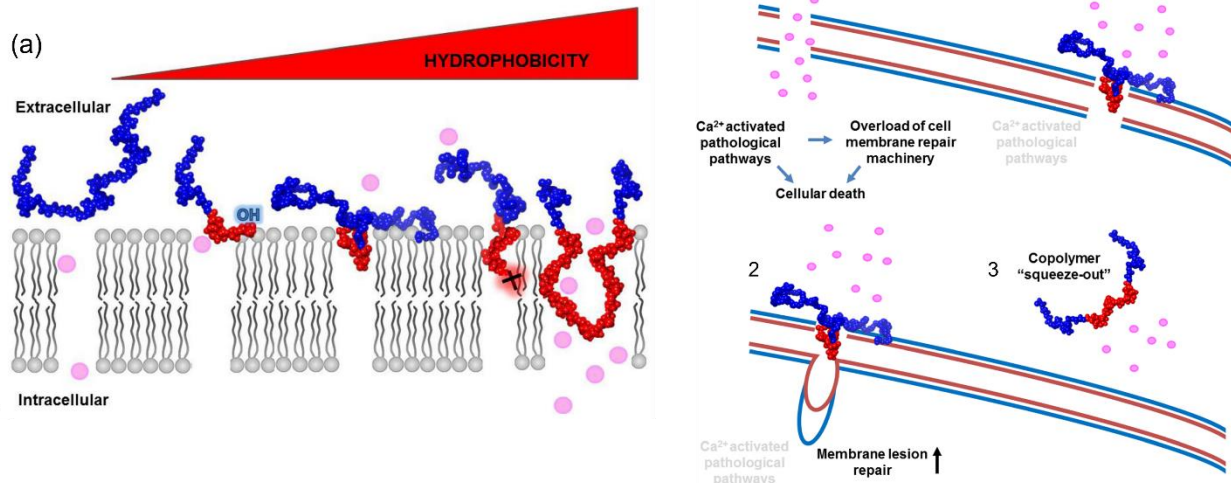 (a)
HYDROPHOBICITY
Extracellular
OH
Intracellular
Ca²⁺ activated
pathological
pathways
Overload of cell
membrane repair
machinery
Cellular death
Ca²⁺ activated
pathological
pathways
2
3
Copolymer
“squeeze-out”
Ca²⁺ activated
pathological
pathways
Membrane lesion
repair